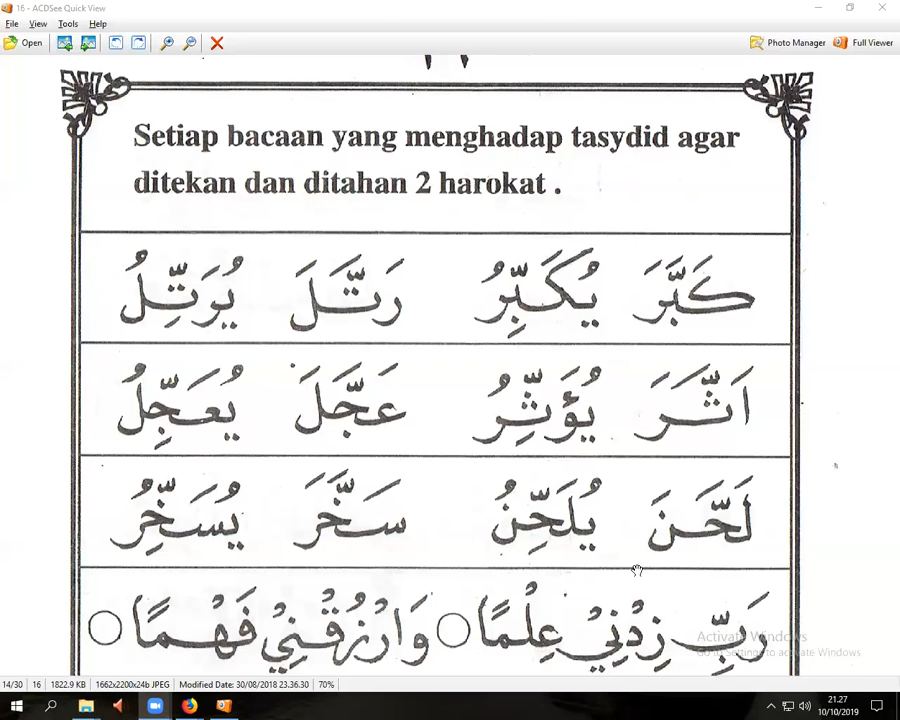 16 - ACDSee Quick View
File View Tools Help
Open Photo Manager Full Viewer
Setiap bacaan yang menghadap tasydid agar
ditekan dan ditahan 2 harokat .
كَبَّرَ يُكَبِّرُ رَتَّلَ يُرَتِّلُ
اَثَّرَ يُؤَثِّرُ عَجَّلَ يُعَجِّلُ
لَحَّنَ يُلَحِّنُ سَخَّرَ يُسَخِّرُ
رَبِّ زِدْنِيْ عِلْمًا ○ وَارْزُقْنِيْ فَهْمًا ○
Activate Windows
Go to Settings to activate Windows.
14/30 16 1822.9 KB 1662x2200x24b JPEG Modified Date: 30/08/2018 23.36.30 70%
21.27
10/10/2019